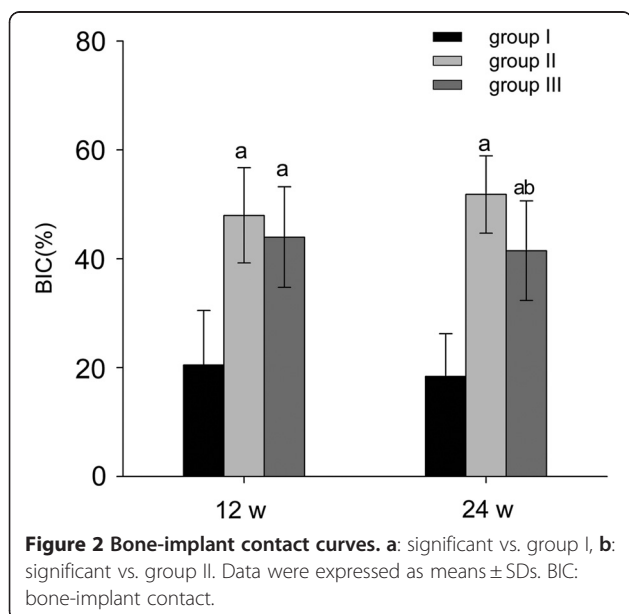 80
60
40
20
0
BIC(%)
group I
group II
group III
a
a
a
ab
12 w
24 w
Figure 2 Bone-implant contact curves. a: significant vs. group I, b:
significant vs. group II. Data were expressed as means ± SDs. BIC:
bone-implant contact.